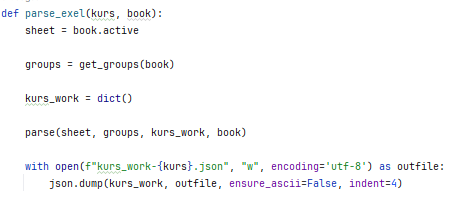 def parse_exel(kurs, book):
    sheet = book.active
    groups = get_groups(book)
    kurs_work = dict()
    parse(sheet, groups, kurs_work, book)
    with open(f"kurs_work-{kurs}.json", "w", encoding='utf-8') as outfile:
        json.dump(kurs_work, outfile, ensure_ascii=False, indent=4)